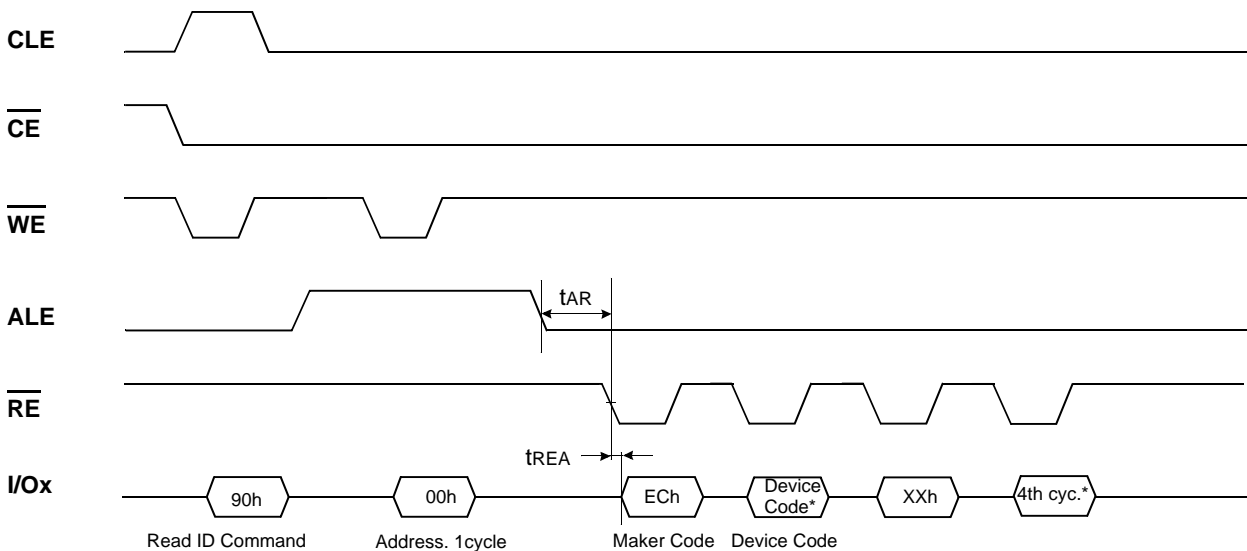 CLE
CE
WE
ALE
tAR
RE
tREA
I/Ox
90h
00h
ECh
Device
Code*
XXh
4th cyc.*
Read ID Command
Address. 1cycle
Maker Code
Device Code